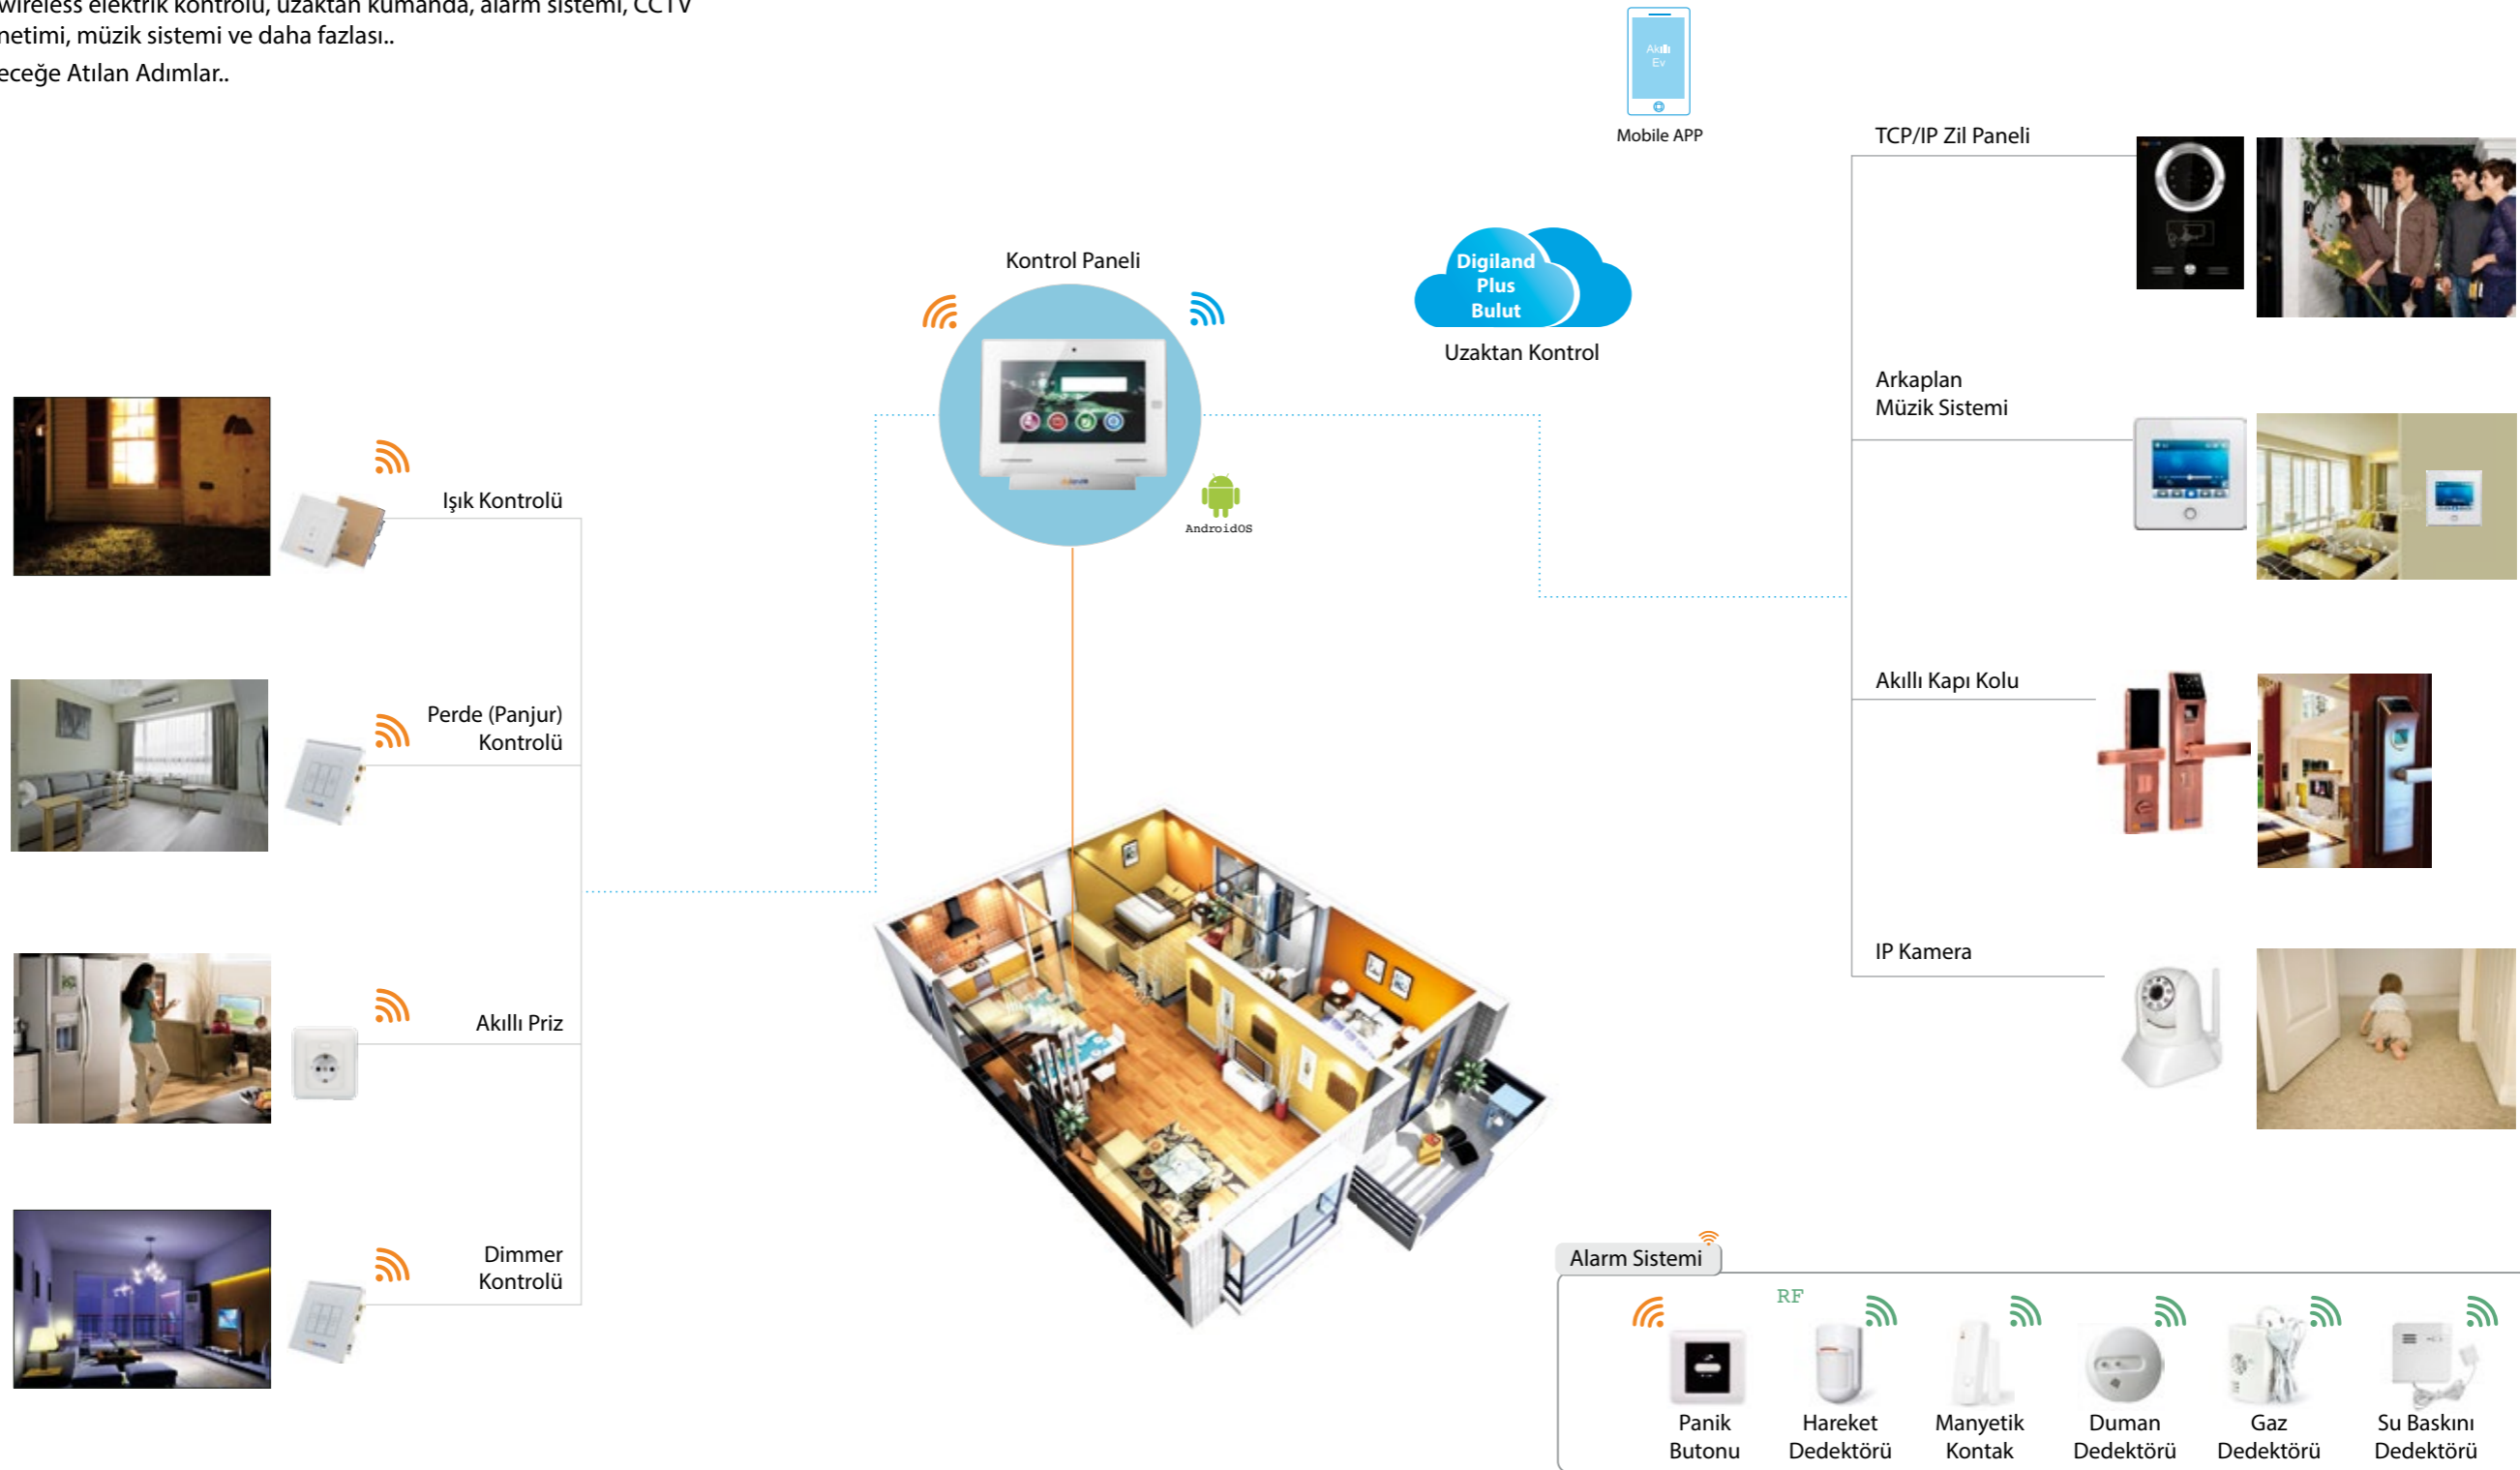 wireless elektrik kontrolü, uzaktan kumanda, alarm sistemi, CCTV
netimi, müzik sistemi ve daha fazlası..
eceğe Atılan Adımlar..
Akıllı
Ev
Mobile APP
Kontrol Paneli
Digiland
Plus
Bulut
Uzaktan Kontrol
AndroidOS
Işık Kontrolü
Perde (Panjur)
Kontrolü
Akıllı Priz
Dimmer
Kontrolü
TCP/IP Zil Paneli
Arkaplan
Müzik Sistemi
Akıllı Kapı Kolu
IP Kamera
Alarm Sistemi
RF
Panik
Butonu
Hareket
Dedektörü
Manyetik
Kontak
Duman
Dedektörü
Gaz
Dedektörü
Su Baskını
Dedektörü